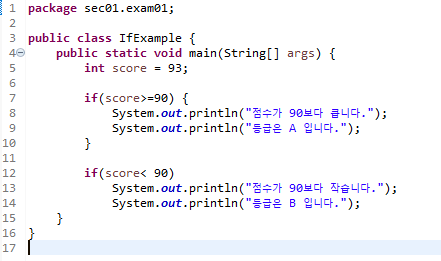 1 package sec01.exam01;
2
3 public class IfExample {
4     public static void main(String[] args) {
5         int score = 93;
6
7         if(score>=90) {
8             System.out.println("점수가 90보다 큽니다.");
9             System.out.println("등급은 A 입니다.");
10         }
11
12         if(score< 90)
13             System.out.println("점수가 90보다 작습니다.");
14             System.out.println("등급은 B 입니다.");
15     }
16 }
17